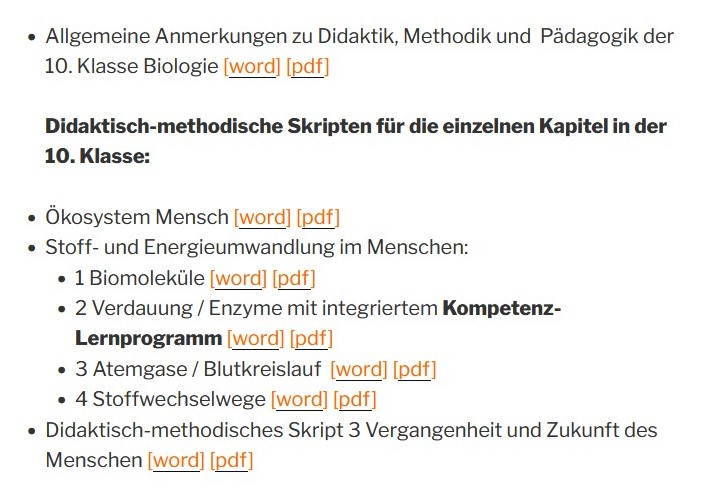 • Allgemeine Anmerkungen zu Didaktik, Methodik und Pädagogik der
10. Klasse Biologie [word] [pdf]
Didaktisch-methodische Skripten für die einzelnen Kapitel in der
10. Klasse:
• Ökosystem Mensch [word] [pdf]
• Stoff- und Energieumwandlung im Menschen:
• 1 Biomoleküle [word] [pdf]
• 2 Verdauung / Enzyme mit integriertem Kompetenz-
Lernprogramm [word] [pdf]
• 3 Atemgase / Blutkreislauf [word] [pdf]
• 4 Stoffwechselwege [word] [pdf]
• Didaktisch-methodisches Skript 3 Vergangenheit und Zukunft des
Menschen [word] [pdf]